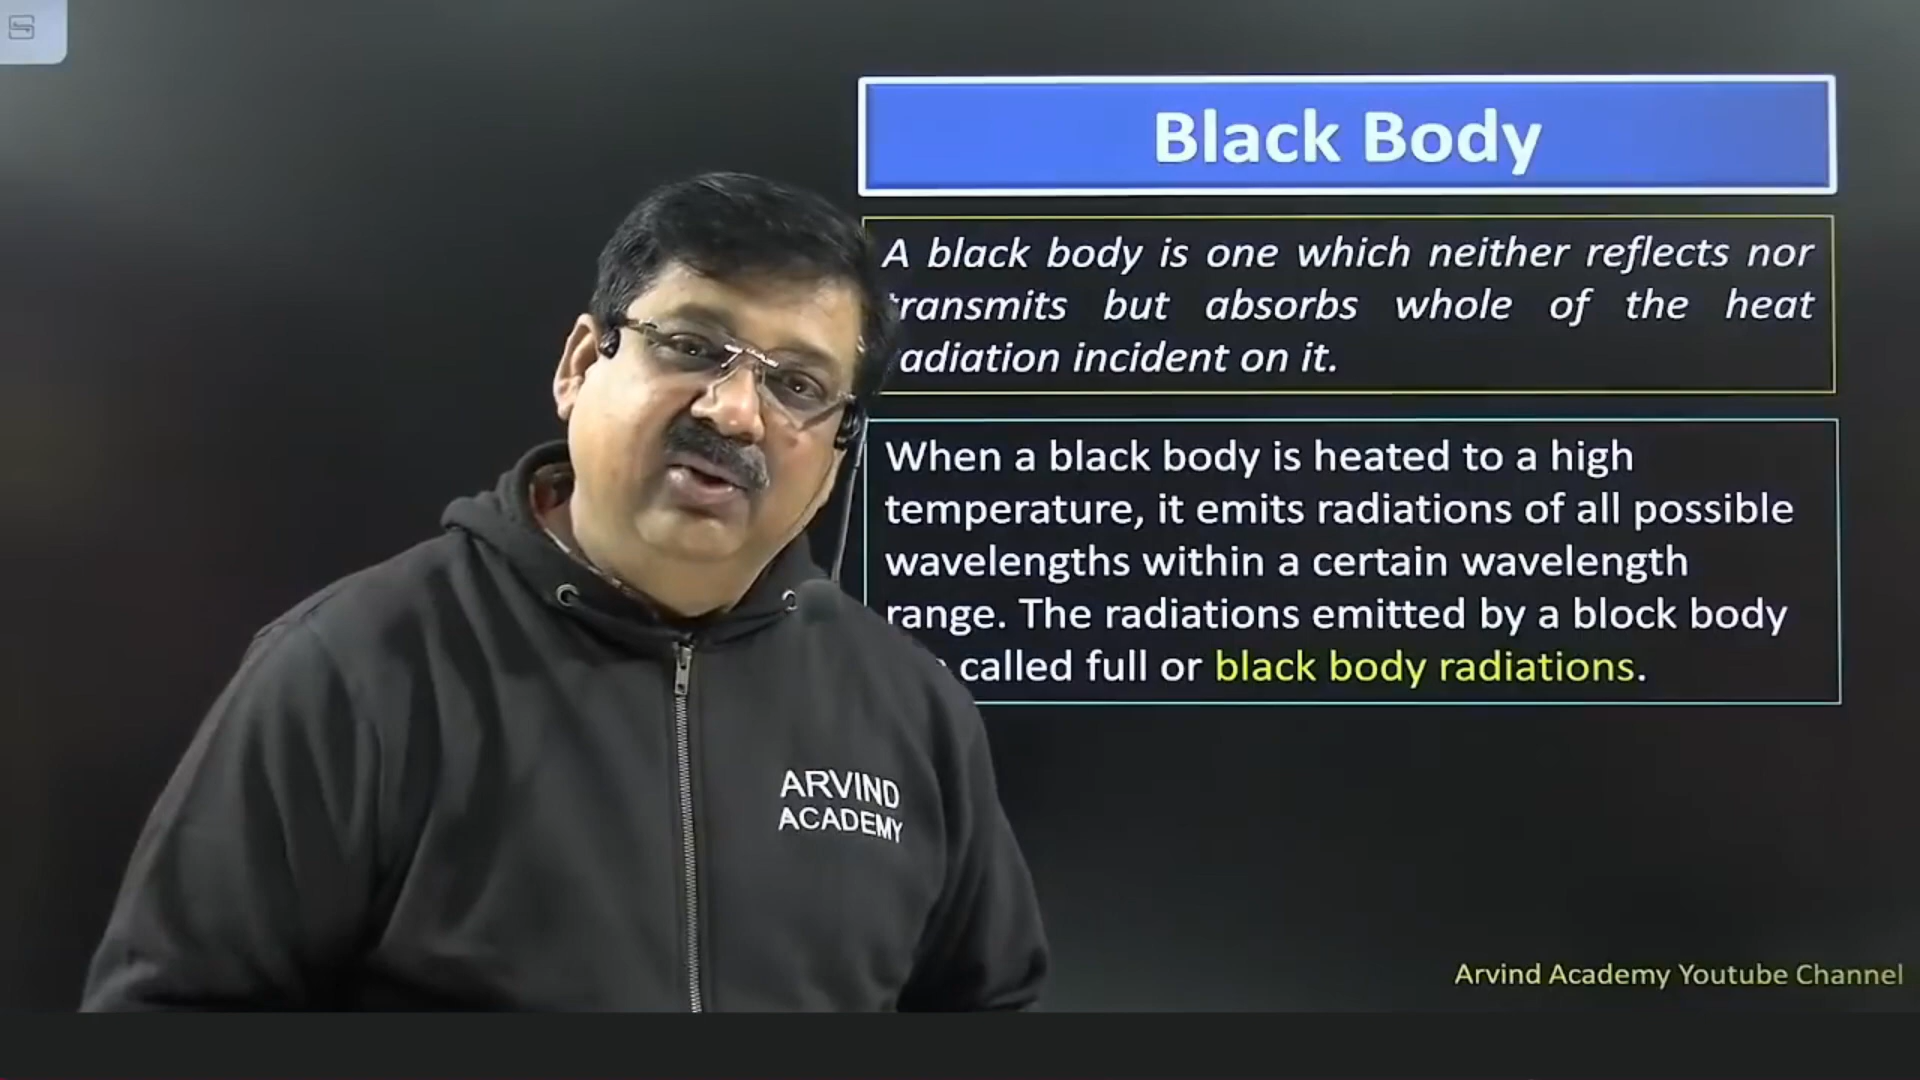 Black Body
A black body is one which neither reflects nor
transmits but absorbs whole of the heat
radiation incident on it.
When a black body is heated to a high
temperature, it emits radiations of all possible
wavelengths within a certain wavelength
range. The radiations emitted by a block body
called full or black body radiations.
ARVIND
ACADEMY
Arvind Academy Youtube Channel